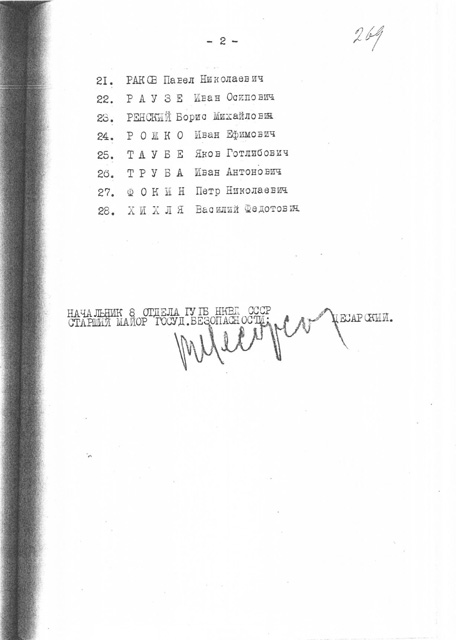 - 2 -
269
21. РАКОВ Павел Николаевич
22. Р А У З Е Иван Осипович
23. РЕНСКИЙ Борис Михайлович
24. Р О Ш К О Иван Ефимович
25. Т А У Б Е Яков Готлибович
26. Т Р У Б А Иван Антонович
27. Ф О К И Н Петр Николаевич
28. Х И Х Л Я Василий Федотович
НАЧАЛЬНИК 8 ОТДЕЛА ГУГБ НКВД СССР
СТАРШИЙ МАЙОР ГОСУД.БЕЗОПАСНОСТИ: ЦЕЗАРСКИЙ.